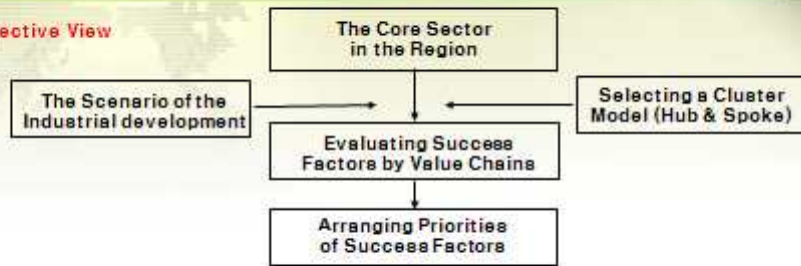 ective View
The Core Sector
in the Region
The Scenario of the
Industrial development
Selecting a Cluster
Model (Hub & Spoke)
Evaluating Success
Factors by Value Chains
Arranging Priorities
of Success Factors